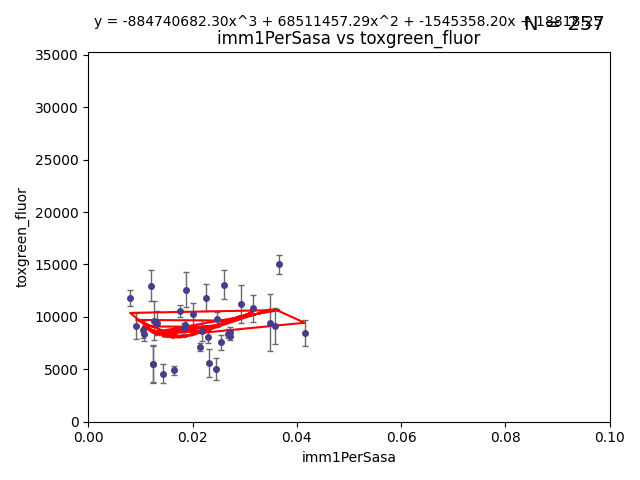 y = -884740682.30x^3 + 68511457.29x^2 + -1545358.20x +
N = 257
imm1PerSasa vs toxgreen_fluor
35000
30000
25000
20000
15000
10000
5000
0
toxgreen_fluor
0.00 0.02 0.04 0.06 0.08 0.10
imm1PerSasa